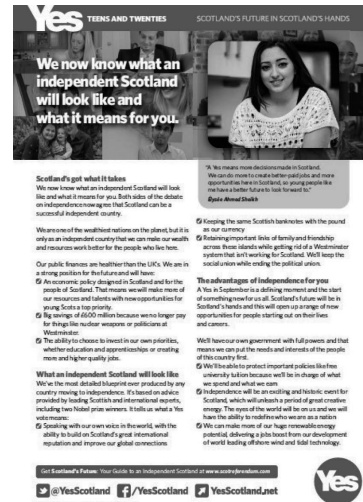 Yes TEENS AND TWENTIES
SCOTLAND'S FUTURE IN SCOTLAND'S HANDS
We now know what an
independent Scotland
will look like and
what it means for you.
"A Yes means more decisions made in Scotland.
We can do more to create better-paid jobs and more
opportunities here in Scotland, so young people like
me have a better future to look forward to."
Scotland's got what it takes
We now know what an independent Scotland will look
like and what it means for you. Both sides of the debate
on independence now agree that Scotland can be a
successful independent country.
We are one of the wealthiest nations on the planet, but it is
only as an independent country that we can make our wealth
and resources work better for the people who live here.
Our public finances are healthier than the UK's. We are in
a strong position for the future and will have:
An economic policy designed in Scotland and for the
people of Scotland. That means we will make more of
our resources and talents with new opportunities for
young Scots a top priority.
Big savings of £600 million because we no longer pay
for things like nuclear weapons or politicians at
Westminster.
The ability to choose to invest in our own priorities,
whether education and apprenticeships or creating
more and higher quality jobs.
What an independent Scotland will look like
We've the most detailed blueprint ever produced by any
country moving to independence. It's based on advice
provided by leading Scottish and international experts,
including two Nobel prize winners. It tells us what a Yes
vote means:
Speaking with our own voice in the world, with the
ability to build on Scotland's great international
reputation and improve our global connections
Keeping the same Scottish banknotes with the pound
as our currency
Retaining important links of family and friendship
across these islands while getting rid of a Westminster
system that isn't working for Scotland. We'll keep the
social union while ending the political union.
The advantages of independence for you
A Yes in September is a defining moment and the start
of something new for us all. Scotland's future will be in
Scotland's hands and this will open up a range of new
opportunities for people starting out on their lives
and careers.
We'll have our own government with full powers and that
means we can put the needs and interests of the people
of this country first.
We'll be able to protect important policies like free
university tuition because we'll be in charge of what
we spend and what we earn
Independence will be an exciting and historic event for
Scotland, which will unleash a period of great creative
energy. The eyes of the world will be on us and we will
have the ability to redefine who we are as a nation
We can make more of our huge renewable energy
potential, delivering a jobs boost from our development
of world leading offshore wind and tidal technology.
Get Scotland's Future: Your Guide to an Independent Scotland at www.scotreferendum.com
@YesScotland /YesScotland YesScotland.net
Yes